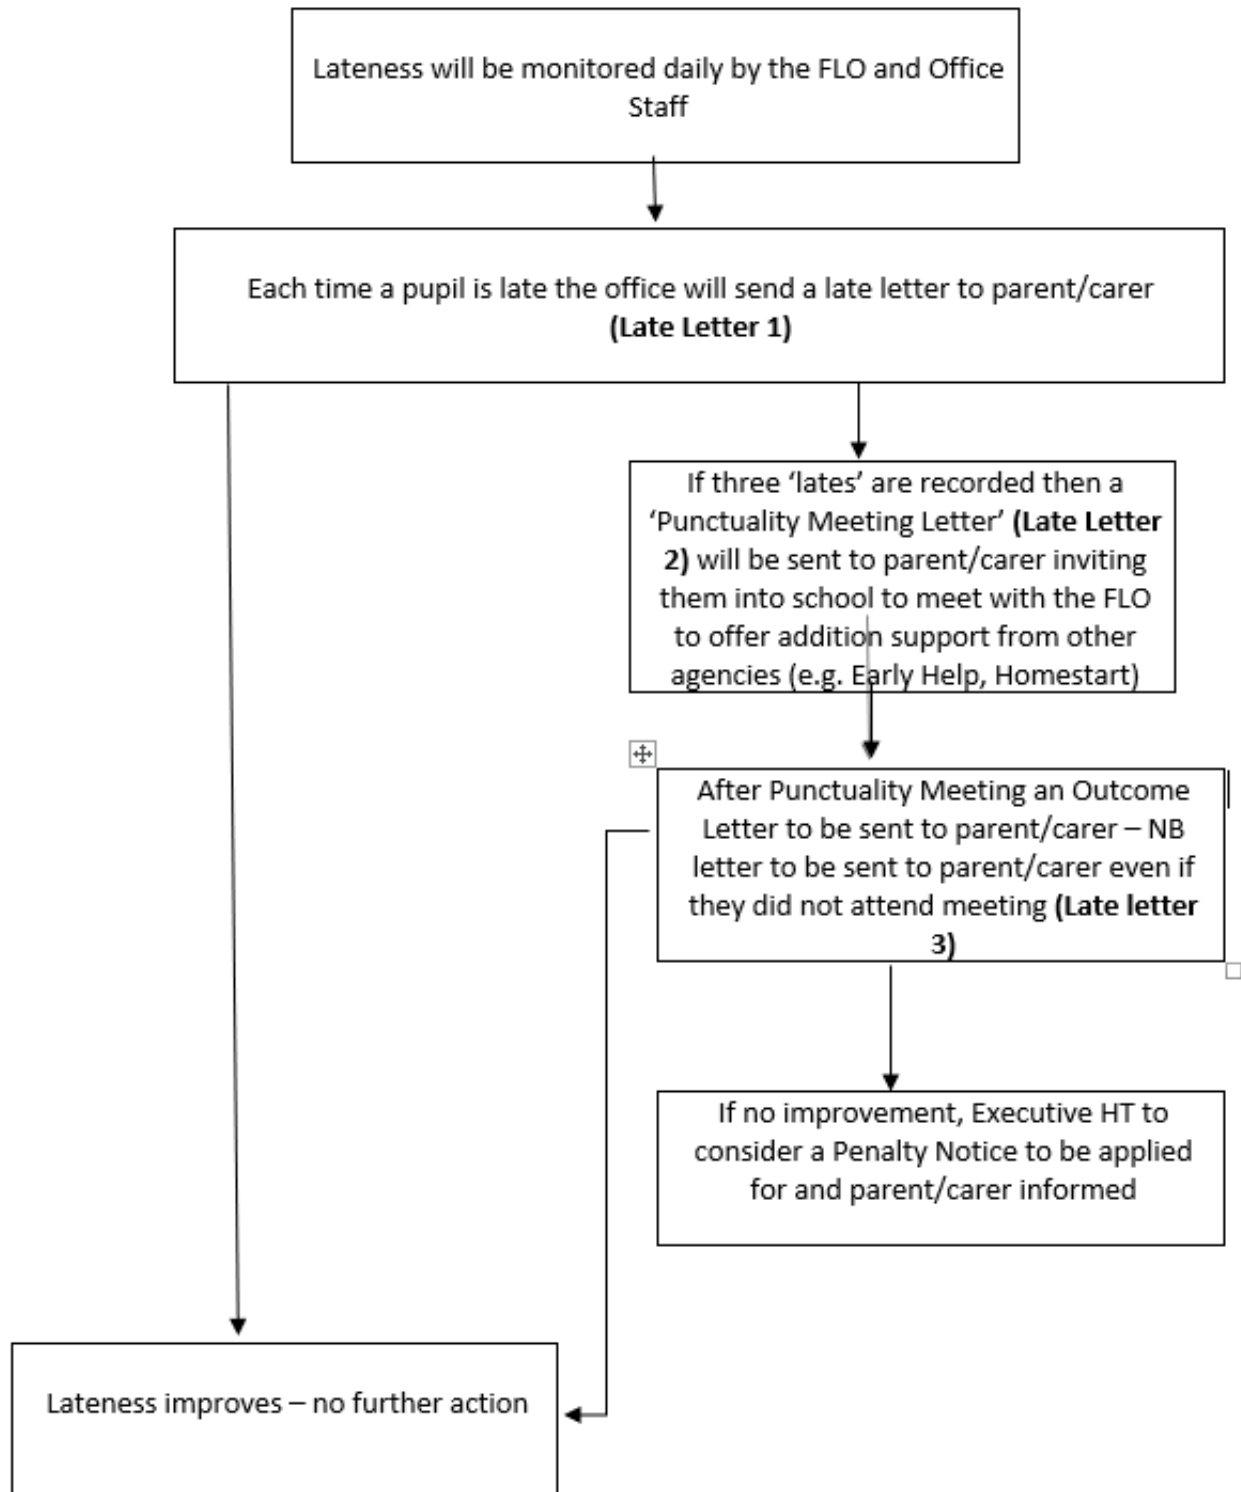 Lateness will be monitored daily by the FLO and Office
Staff
Each time a pupil is late the office will send a late letter to parent/carer
(Late Letter 1)
If three ‘lates’ are recorded then a
‘Punctuality Meeting Letter’ (Late Letter
2) will be sent to parent/carer inviting
them into school to meet with the FLO
to offer addition support from other
agencies (e.g. Early Help, Homestart)
After Punctuality Meeting an Outcome
Letter to be sent to parent/carer – NB
letter to be sent to parent/carer even if
they did not attend meeting (Late letter
3)
If no improvement, Executive HT to
consider a Penalty Notice to be applied
for and parent/carer informed
Lateness improves – no further action